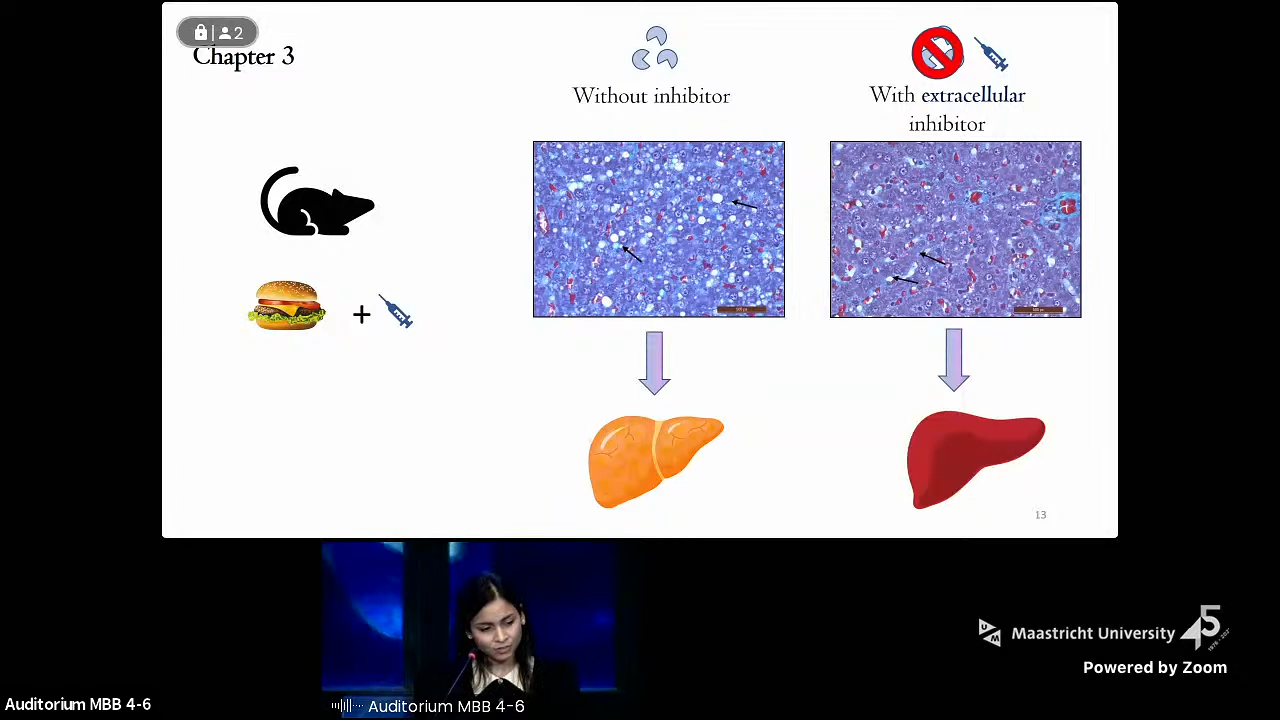 2
Chapter 3
Without inhibitor
With extracellular
inhibitor
+
13
Maastricht University 45
Powered by Zoom
Auditorium MBB 4-6
Auditorium MBB 4-6